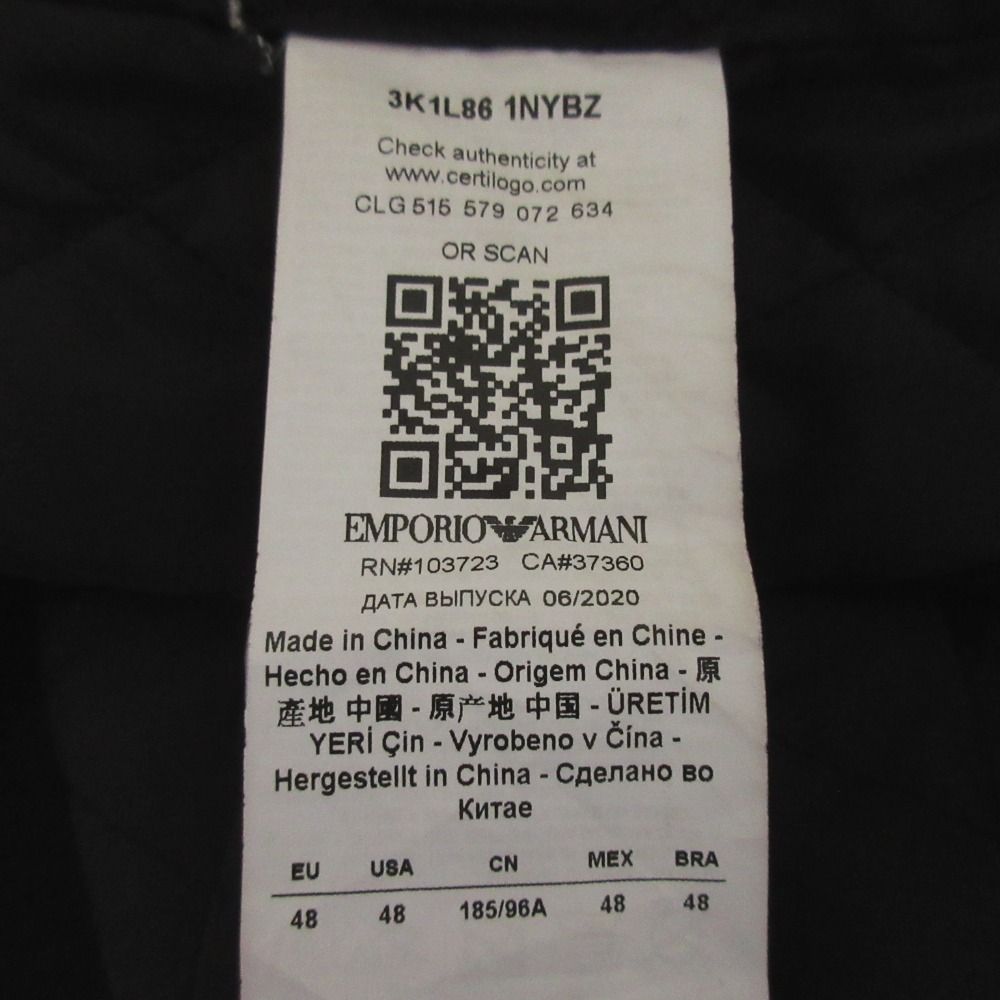 3K1L86 1NYBZ
Check authenticity at
www.certilogo.com
CLG 515 579 072 634
OR SCAN
EMPORIO ARMANI
RN#103723 CA#37360
ДАТА ВЫПУСКА 06/2020
Made in China - Fabriqué en Chine -
Hecho en China - Origem China - 原
產地 中國 - 原产地 中国 - ÜRETİM
YERİ Çin - Vyrobeno v Čína -
Hergestellt in China - Сделано во
Китае
EU USA CN MEX BRA
48 48 185/96A 48 48